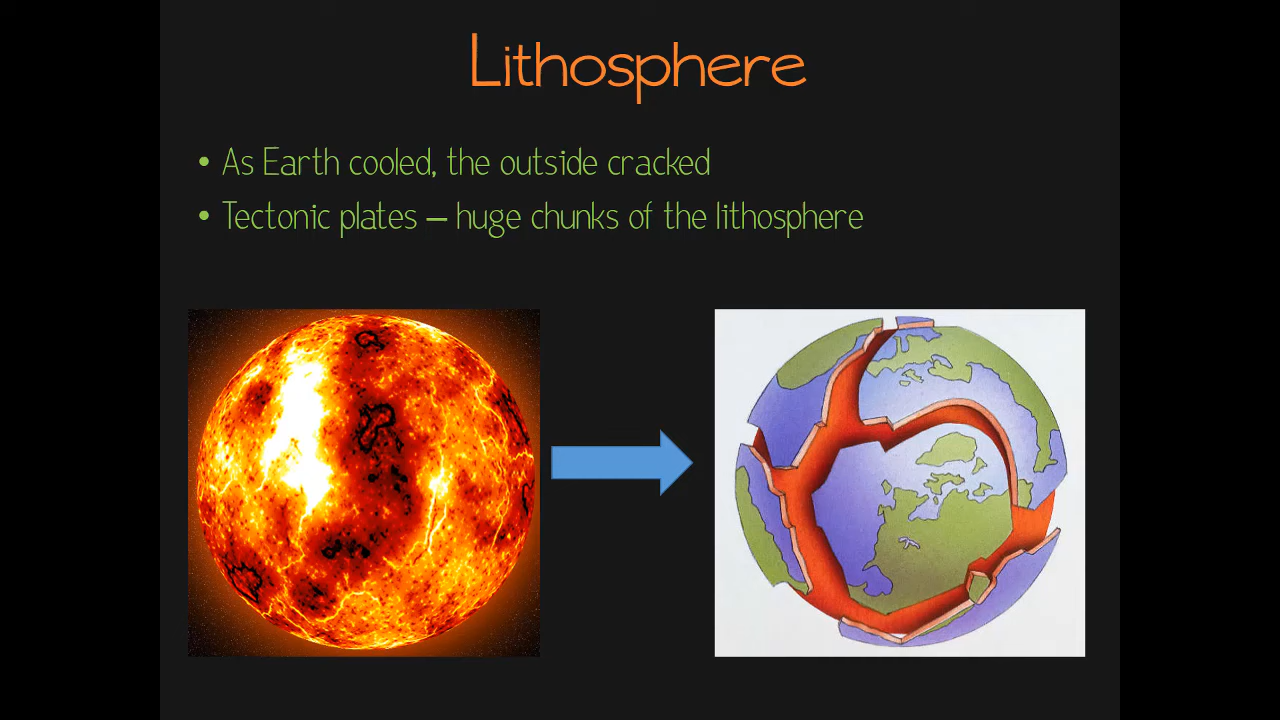 Lithosphere
• As Earth cooled, the outside cracked
• Tectonic plates – huge chunks of the lithosphere